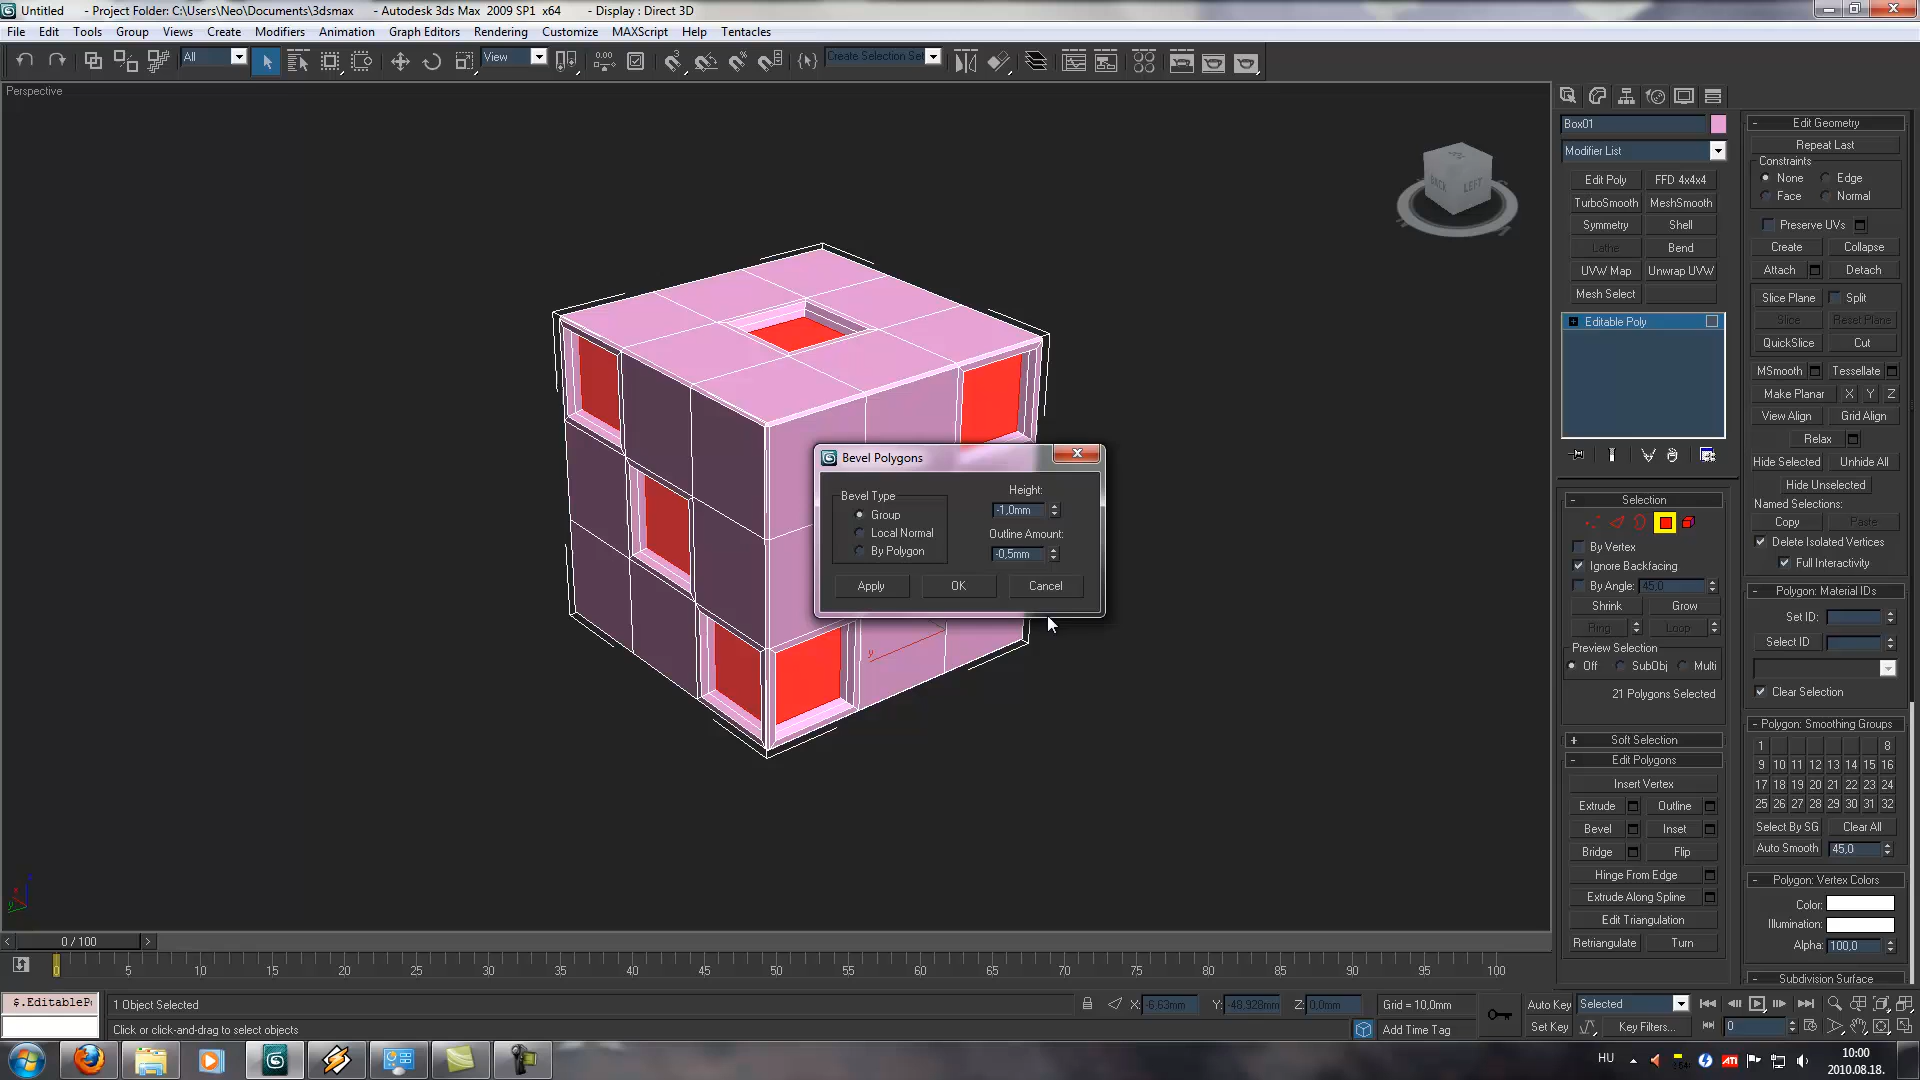 Untitled - Project Folder: C:\Users\Neo\Documents\3dsmax - Autodesk 3ds Max 2009 SP1 x64 - Display : Direct 3D
File Edit Tools Group Views Create Modifiers Animation Graph Editors Rendering Customize MAXScript Help Tentacles
All View Create Selection Set
Perspective
BACK LEFT
Box01
Modifier List
Edit Poly FFD 4x4x4
TurboSmooth MeshSmooth
Symmetry Shell
Lathe Bend
UVW Map Unwrap UVW
Mesh Select
Editable Poly
Selection
By Vertex
Ignore Backfacing
By Angle: 45,0
Shrink Grow
Ring Loop
Preview Selection
Off SubObj Multi
21 Polygons Selected
Soft Selection
Edit Polygons
Insert Vertex
Extrude Outline
Bevel Inset
Bridge Flip
Hinge From Edge
Extrude Along Spline
Edit Triangulation
Retriangulate Turn
Edit Geometry
Repeat Last
Constraints
None Edge
Face Normal
Preserve UVs
Create Collapse
Attach Detach
Slice Plane Split
Slice Reset Plane
QuickSlice Cut
MSmooth Tessellate
Make Planar X Y Z
View Align Grid Align
Relax
Hide Selected Unhide All
Hide Unselected
Named Selections:
Copy Paste
Delete Isolated Vertices
Full Interactivity
Polygon: Material IDs
Set ID:
Select ID
Clear Selection
Polygon: Smoothing Groups
1 8
9 10 11 12 13 14 15 16
17 18 19 20 21 22 23 24
25 26 27 28 29 30 31 32
Select By SG Clear All
Auto Smooth 45,0
Polygon: Vertex Colors
Color:
Illumination:
Alpha: 100,0
Subdivision Surface
Bevel Polygons
Bevel Type
Group
Local Normal
By Polygon
Height:
-1,0mm
Outline Amount:
-0,5mm
Apply OK Cancel
y
0 / 100
0 5 10 15 20 25 30 35 40 45 50 55 60 65 70 75 80 85 90 95 100
$.EditableP
1 Object Selected
X: -6,63mm Y: -48,928mm Z: 0,0mm Grid = 10,0mm
Auto Key Selected
Click or click-and-drag to select objects
Add Time Tag
Set Key Key Filters... 0
HU
ATI
10:00
2010.08.18.